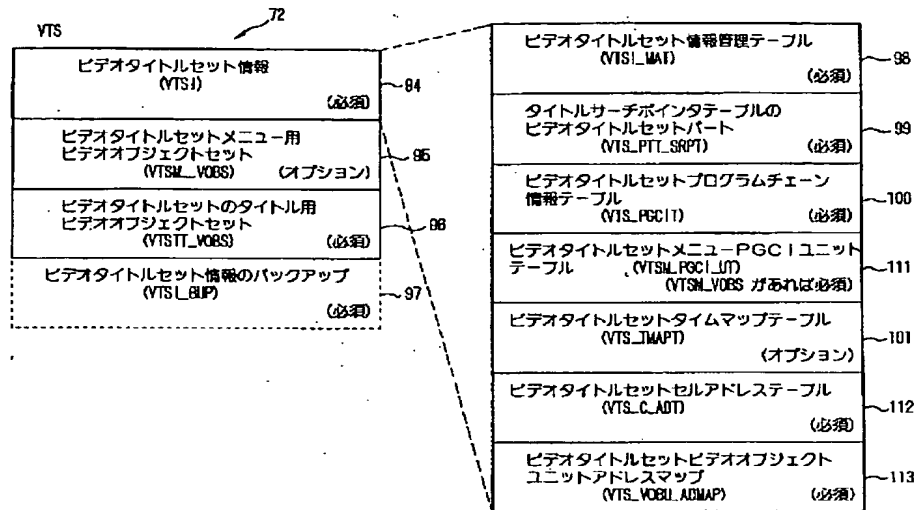 VTS
72
ビデオタイトルセット情報
(VTSI)
(必須)
94
ビデオタイトルセットメニュー用
ビデオオブジェクトセット
(VTSM_VOBS) (オプション)
95
ビデオタイトルセットのタイトル用
ビデオオブジェクトセット
(VTSTT_VOBS) (必須)
96
ビデオタイトルセット情報のバックアップ
(VTSI_BUP)
(必須)
97
ビデオタイトルセット情報管理テーブル
(VTSI_MAT)
(必須)
98
タイトルサーチポインタテーブルの
ビデオタイトルセットパート
(VTS_PTT_SRPT) (必須)
99
ビデオタイトルセットプログラムチェーン
情報テーブル
(VTS_PGCIT) (必須)
100
ビデオタイトルセットメニューPGCIユニット
テーブル (VTSM_PGCI_UT)
(VTSM_VOBS があれば必須)
111
ビデオタイトルセットタイムマップテーブル
(VTS_TMAPT)
(オプション)
101
ビデオタイトルセットセルアドレステーブル
(VTS_C_ADT)
(必須)
112
ビデオタイトルセットビデオオブジェクト
ユニットアドレスマップ
(VTS_VOBU_ADMAP) (必須)
113